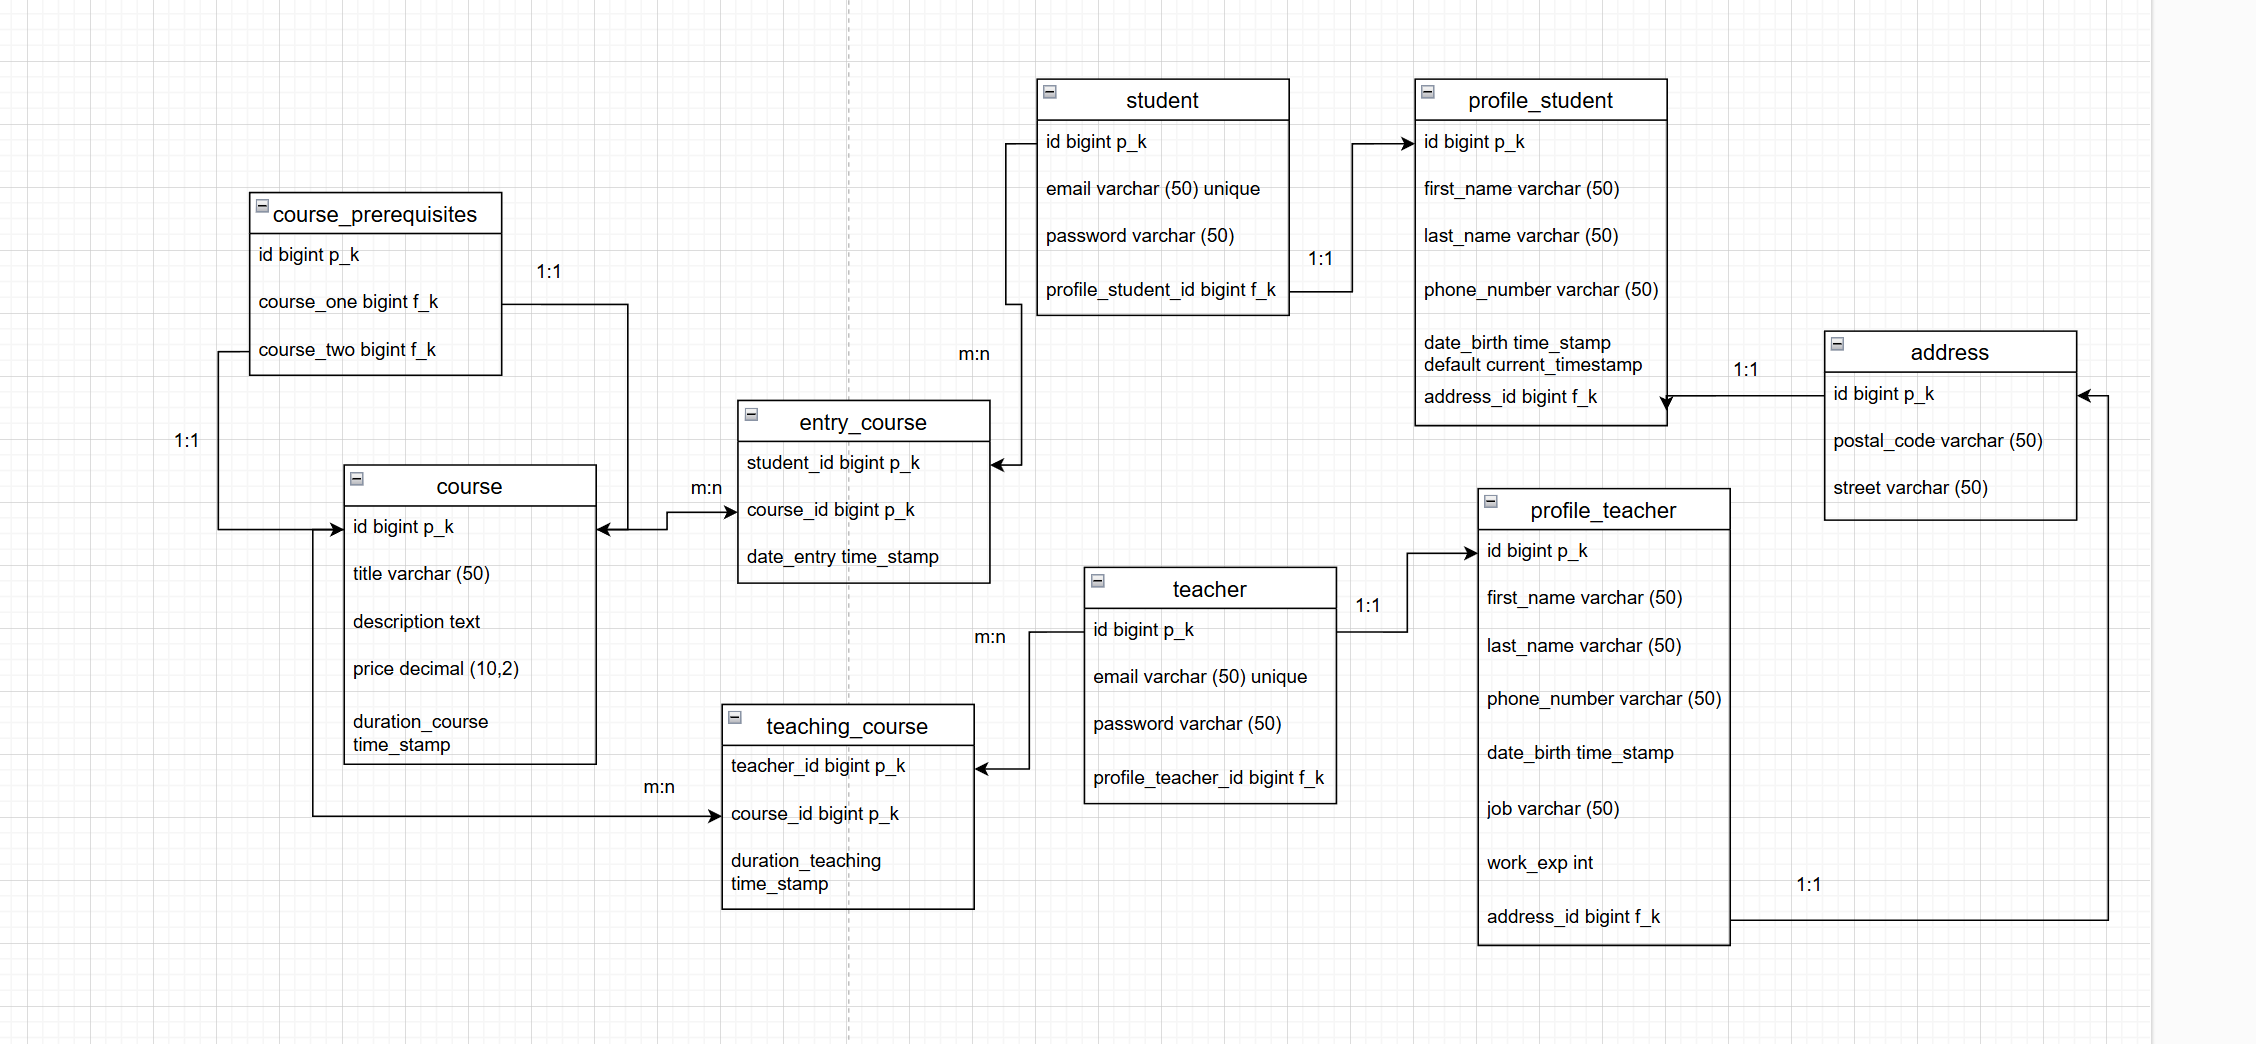 student
id bigint p_k
email varchar (50) unique
password varchar (50)
profile_student_id bigint f_k
1:1
profile_student
id bigint p_k
first_name varchar (50)
last_name varchar (50)
phone_number varchar (50)
date_birth time_stamp
default current_timestamp
address_id bigint f_k
course_prerequisites
id bigint p_k
course_one bigint f_k
course_two bigint f_k
1:1
1:1
m:n
1:1
address
id bigint p_k
postal_code varchar (50)
street varchar (50)
entry_course
student_id bigint p_k
course_id bigint p_k
date_entry time_stamp
m:n
course
id bigint p_k
title varchar (50)
description text
price decimal (10,2)
duration_course
time_stamp
profile_teacher
id bigint p_k
first_name varchar (50)
last_name varchar (50)
phone_number varchar (50)
date_birth time_stamp
job varchar (50)
work_exp int
address_id bigint f_k
teacher
id bigint p_k
email varchar (50) unique
password varchar (50)
profile_teacher_id bigint f_k
1:1
m:n
teaching_course
teacher_id bigint p_k
course_id bigint p_k
duration_teaching
time_stamp
m:n
1:1